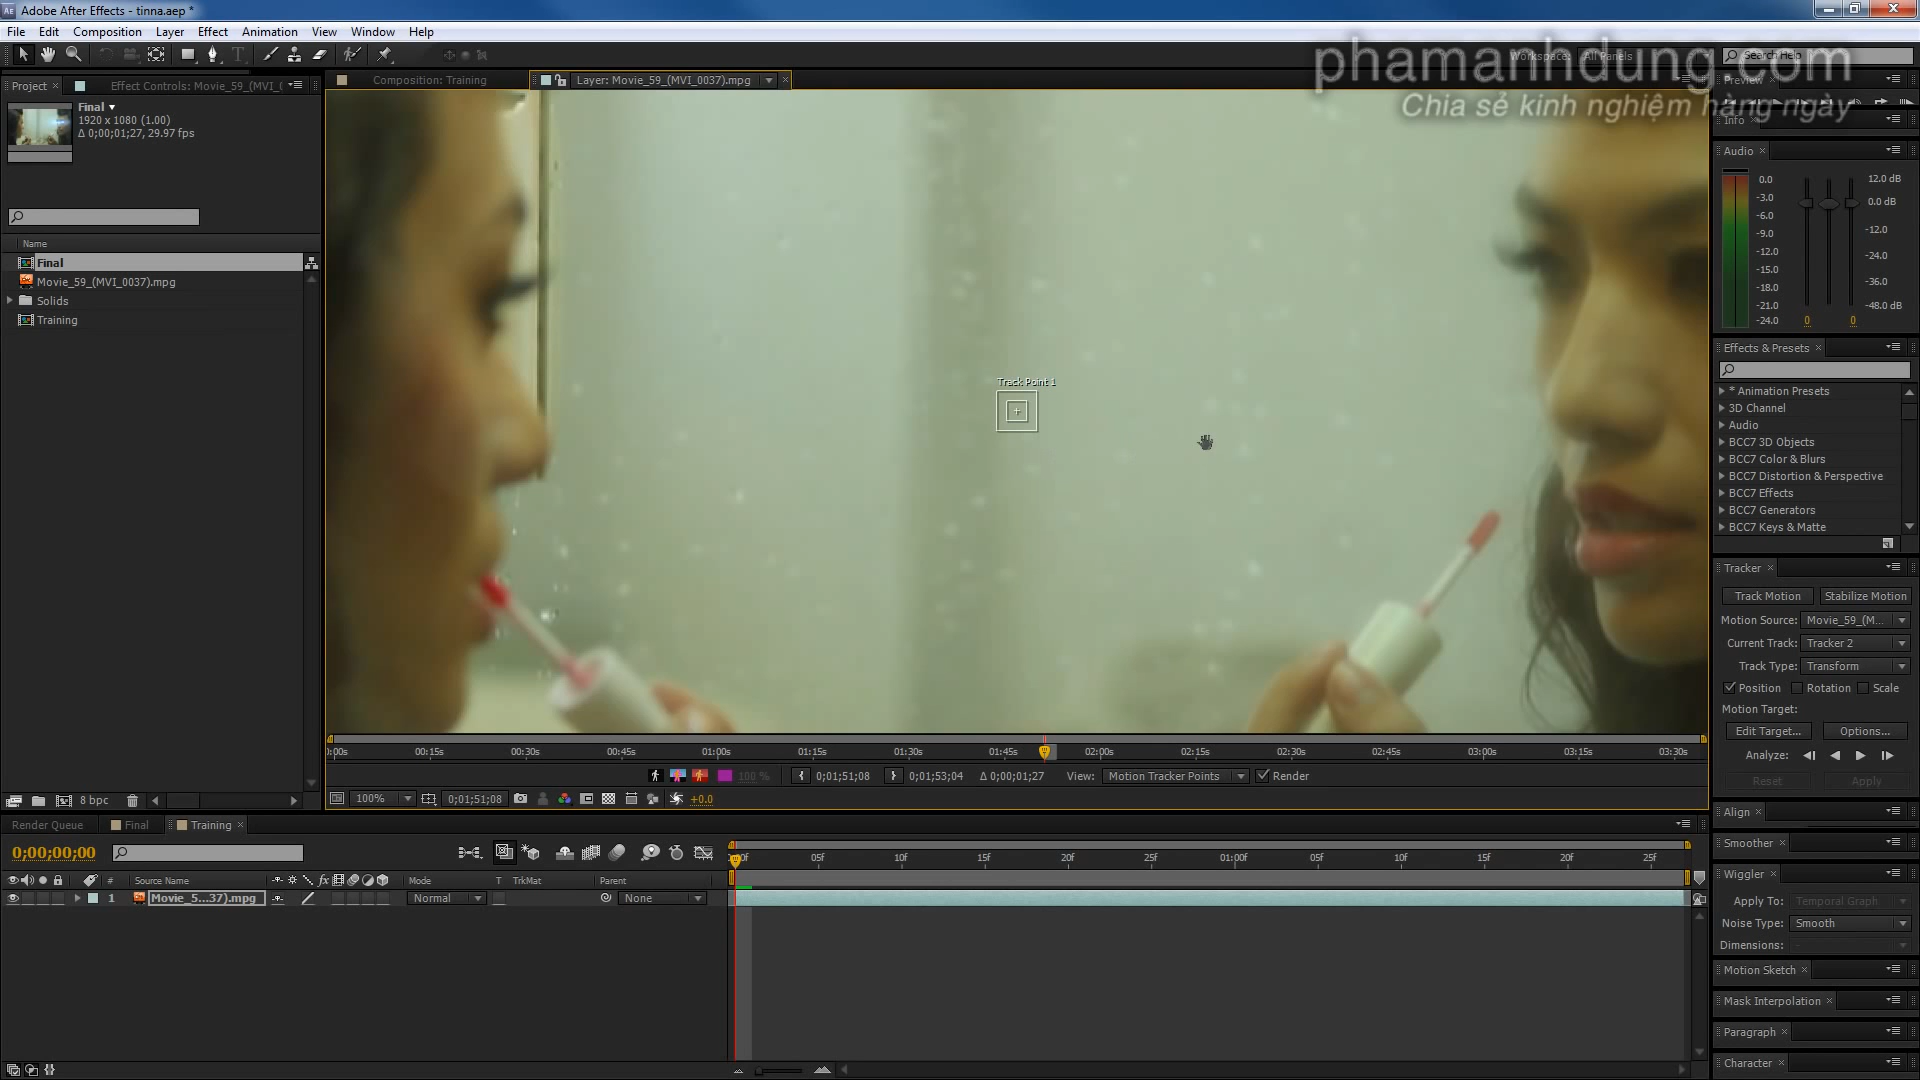 Adobe After Effects - tinna.aep *
File Edit Composition Layer Effect Animation View Window Help
phamanhdung.com
Chia sẻ kinh nghiệm hàng ngày
Workspace: All Panels
Search Help
Project Effect Controls: Movie_59_(MVI_(
Composition: Training
Layer: Movie_59_(MVI_0037).mpg
Final
1920 x 1080 (1.00)
Δ 0;00;01;27, 29.97 fps
Name
Final
Movie_59_(MVI_0037).mpg
Solids
Training
8 bpc
Track Point 1
:00s 00:15s 00:30s 00:45s 01:00s 01:15s 01:30s 01:45s 02:00s 02:15s 02:30s 02:45s 03:00s 03:15s 03:30s
100 % 0;01;51;08 0;01;53;04 Δ 0;00;01;27 View: Motion Tracker Points Render
100% 0;01;51;08 +0.0
Preview
Info
Audio
0.0
-3.0
-6.0
-9.0
-12.0
-15.0
-18.0
-21.0
-24.0
12.0 dB
0.0 dB
-12.0
-24.0
-36.0
-48.0 dB
0 0
Effects & Presets
* Animation Presets
3D Channel
Audio
BCC7 3D Objects
BCC7 Color & Blurs
BCC7 Distortion & Perspective
BCC7 Effects
BCC7 Generators
BCC7 Keys & Matte
Tracker
Track Motion Stabilize Motion
Motion Source: Movie_59_(M...
Current Track: Tracker 2
Track Type: Transform
Position Rotation Scale
Motion Target:
Edit Target... Options...
Analyze:
Reset Apply
Align
Smoother
Wiggler
Apply To: Temporal Graph
Noise Type: Smooth
Dimensions: -
Motion Sketch
Mask Interpolation
Paragraph
Character
Render Queue Final Training
0;00;00;00
# Source Name Mode T TrkMat Parent
1 Movie_5...37).mpg Normal None
00f 05f 10f 15f 20f 25f 01:00f 05f 10f 15f 20f 25f